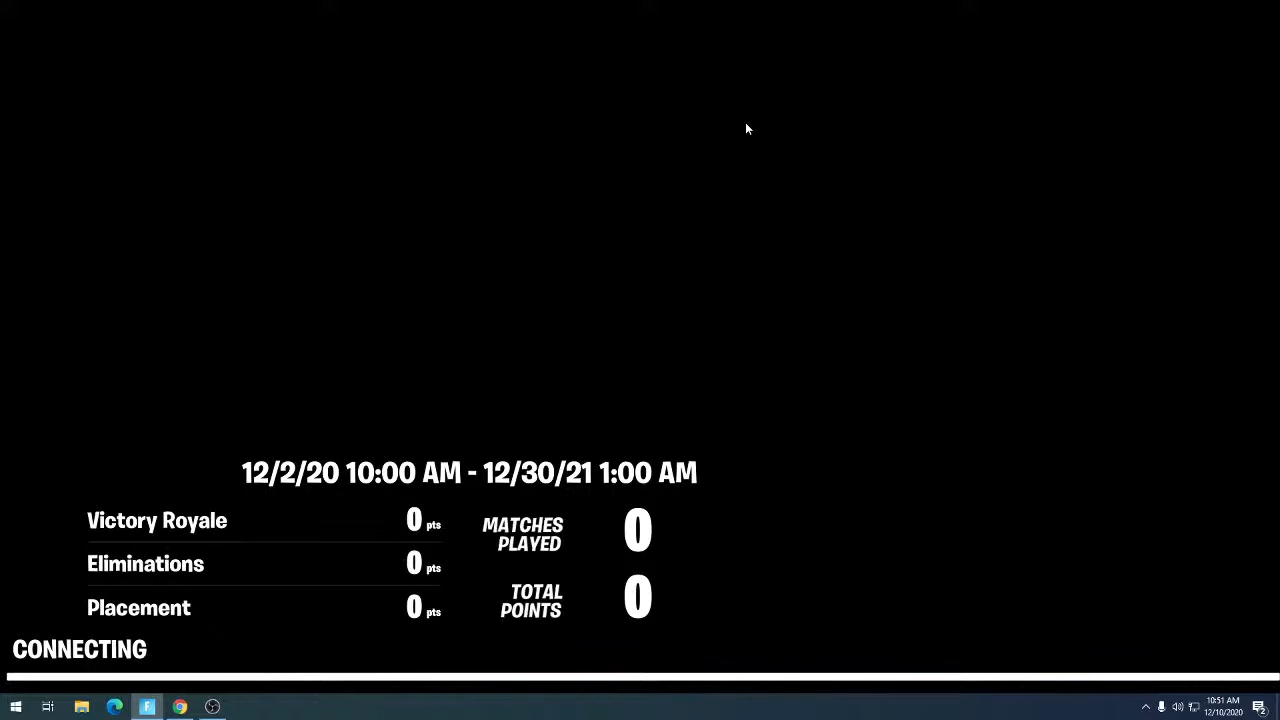 12/2/20 10:00 AM - 12/30/21 1:00 AM
Victory Royale 0 pts
Eliminations 0 pts
Placement 0 pts
MATCHES
PLAYED 0
TOTAL
POINTS 0
CONNECTING
10:51 AM
12/10/2020
2